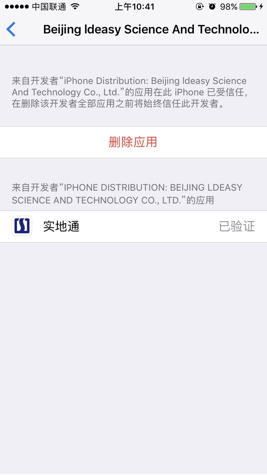 中国联通 上午10:41 98%
Beijing Ideasy Science And Technolo...
来自开发者“iPhone Distribution: Beijing Ideasy Science
And Technology Co., Ltd.”的应用在此 iPhone 已受信任，
在删除该开发者全部应用之前将始终信任此开发者。
删除应用
来自开发者“IPHONE DISTRIBUTION: BEIJING LDEASY
SCIENCE AND TECHNOLOGY CO., LTD.”的应用
实地通 已验证